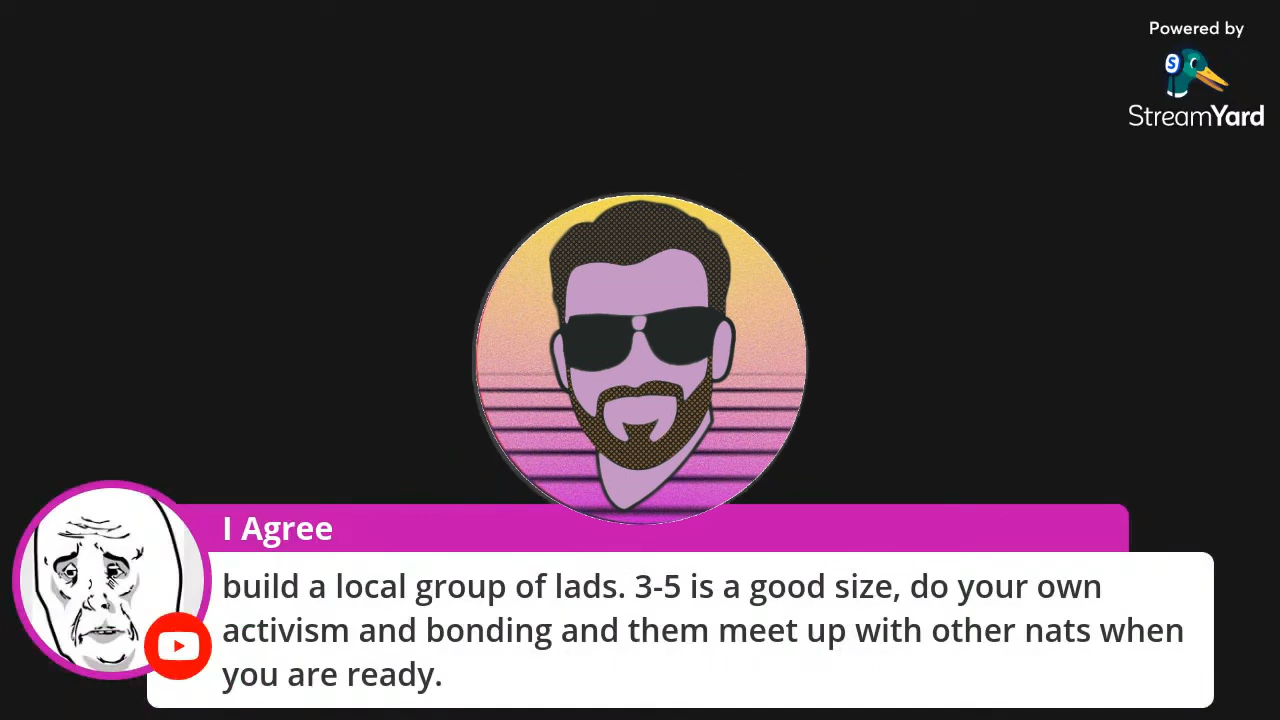 Powered by
S
StreamYard
I Agree
build a local group of lads. 3-5 is a good size, do your own
activism and bonding and them meet up with other nats when
you are ready.